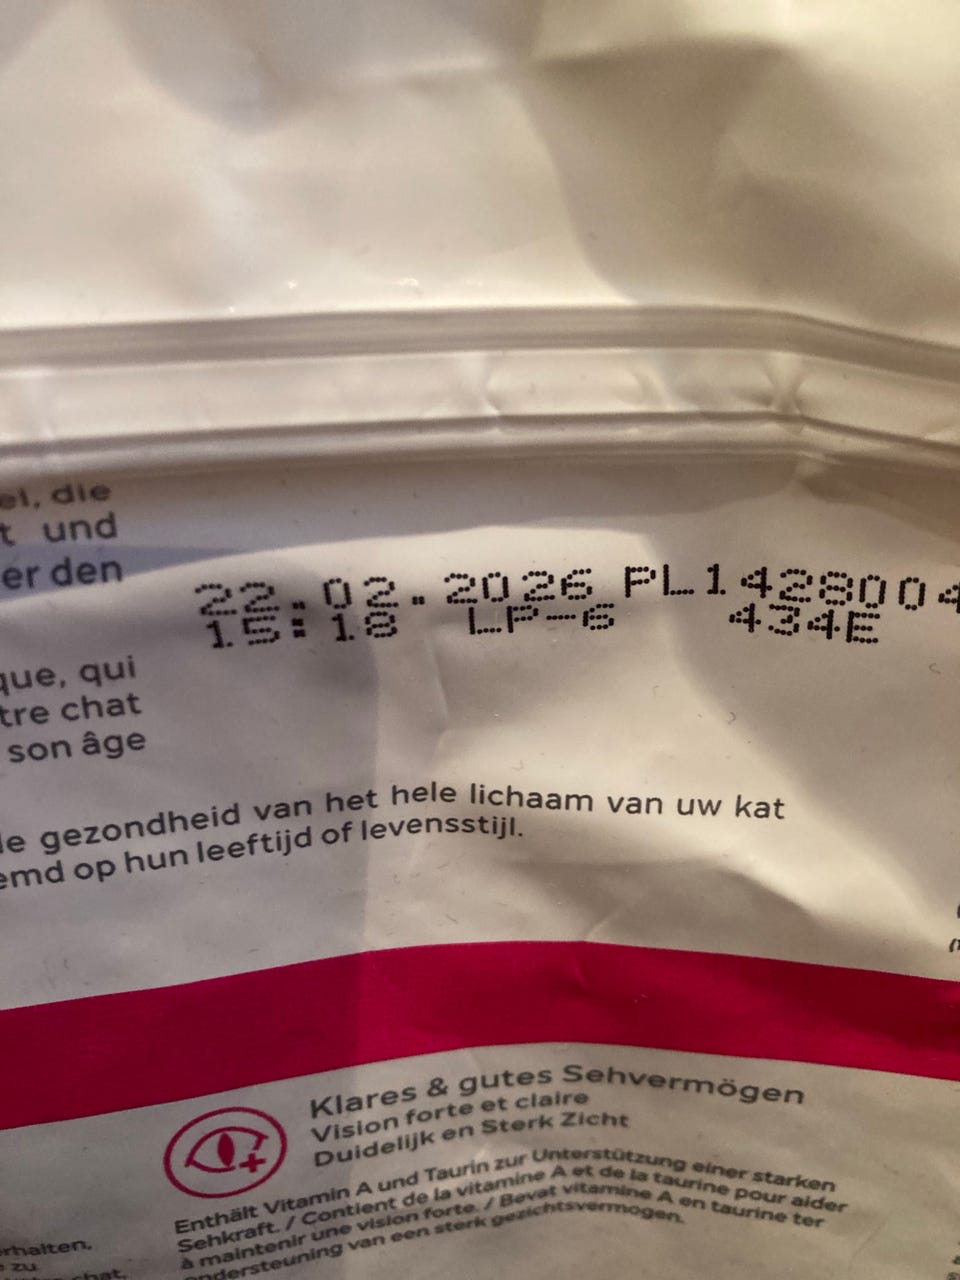 el, die
t und
er den
22.02.2026 PL1428004
15:18 LP-6 434E
que, qui
tre chat
son âge
de gezondheid van het hele lichaam van uw kat
emd op hun leeftijd of levensstijl.
Klares & gutes Sehvermögen
Vision forte et claire
Duidelijk en Sterk Zicht
Enthält Vitamin A und Taurin zur Unterstützung einer starken
Sehkraft. / Contient de la vitamine A et de la taurine pour aider
à maintenir une vision forte. / Bevat vitamine A en taurine ter
ondersteuning van een sterk gezichtsvermogen.
erhalten,
zu
chat,